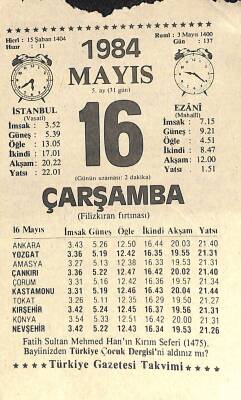 Hicrî: 15 Şaban 1404
Hızır : 11
1984
Rumî: 3 Mayıs 1400
Gün : 137
MAYIS
5. ay (31 gün)
İSTANBUL
(Vasatî)
İmsak : 3.52
Güneş : 5.39
Öğle : 13.05
İkindi : 17.01
Akşam : 20.22
Yatsı : 22.01
16
EZÂNÎ
(Mahallî)
İmsak : 7.15
Güneş : 9.21
Öğle : 4.51
İkindi : 8.47
Akşam : 12.00
Yatsı : 1.51
(Günün uzaması: 2 dakika)
ÇARŞAMBA
(Filizkıran fırtınası)
16 Mayıs İmsak Güneş Öğle İkindi Akşam Yatsı
ANKARA 3.43 5.26 12.50 16.44 20.03 21.40
YOZGAT 3.36 5.19 12.42 16.35 19.55 21.31
AMASYA 3.27 5.13 12.38 16.33 19.53 21.31
ÇANKIRI 3.36 5.22 12.47 16.42 20.02 21.40
ÇORUM 3.31 5.16 12.42 16.36 19.57 21.34
KASTAMONU 3.31 5.19 12.46 16.43 20.04 21.44
TOKAT 3.26 5.11 12.35 16.29 19.50 21.27
KIRŞEHİR 3.42 5.24 12.45 16.37 19.56 21.31
KONYA 3.54 5.33 12.51 16.42 20.00 21.34
NEVŞEHİR 3.42 5.22 12.43 16.34 19.53 21.26
Fatih Sultan Mehmed Hân'ın Kırım Seferi (1475).
Bayiinizden Türkiye Çocuk Dergisi'ni aldınız mı?
★★★★ Türkiye Gazetesi Takvimi ★★★★